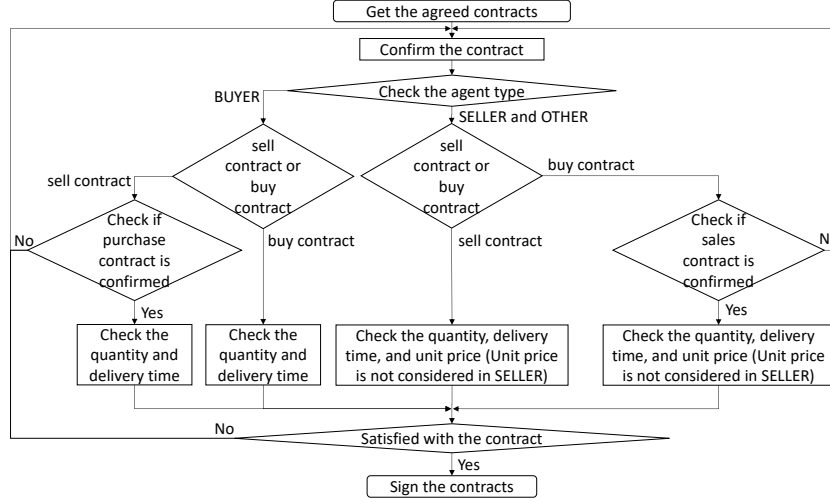 Get the agreed contracts
Confirm the contract
Check the agent type
BUYER
SELLER and OTHER
sell
contract or
buy
contract
sell
contract or
buy
contract
buy contract
sell contract
No
Check if
purchase
contract is
confirmed
buy contract
sell contract
Check if
sales
contract is
confirmed
N
Yes
Yes
Check the
quantity and
delivery time
Check the
quantity and
delivery time
Check the quantity, delivery
time, and unit price (Unit price
is not considered in SELLER)
Check the quantity, delivery
time, and unit price (Unit price
is not considered in SELLER)
No
Satisfied with the contract
Yes
Sign the contracts